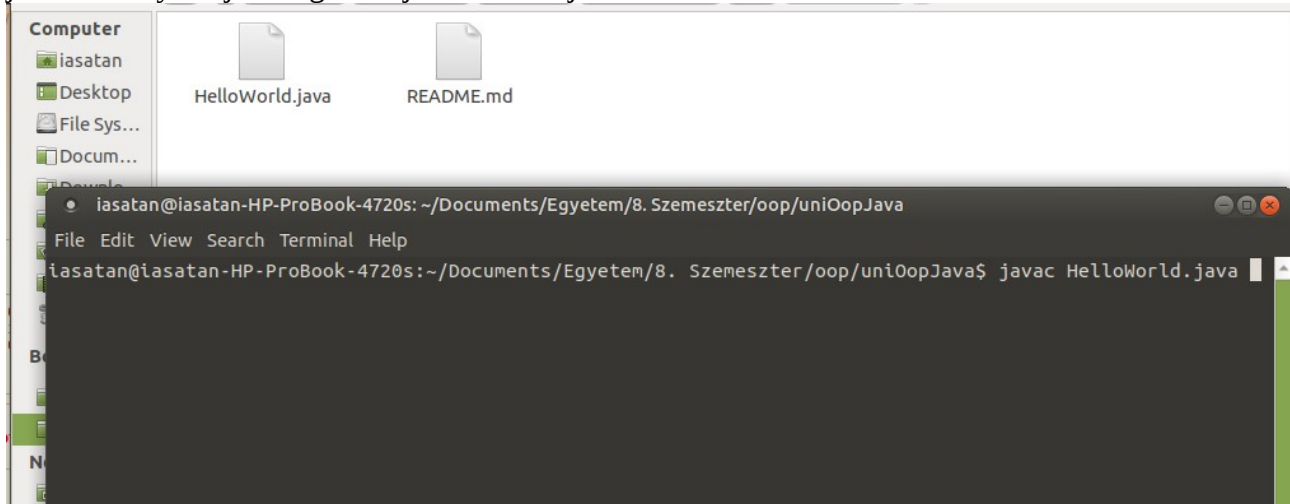 Computer
iasatan
Desktop
HelloWorld.java
README.md
File Sys...
Docum...
iasatan@iasatan-HP-ProBook-4720s: ~/Documents/Egyetem/8. Szemeszter/oop/uniOopJava
File Edit View Search Terminal Help
iasatan@iasatan-HP-ProBook-4720s:~/Documents/Egyetem/8. Szemeszter/oop/uniOopJava$ javac HelloWorld.java